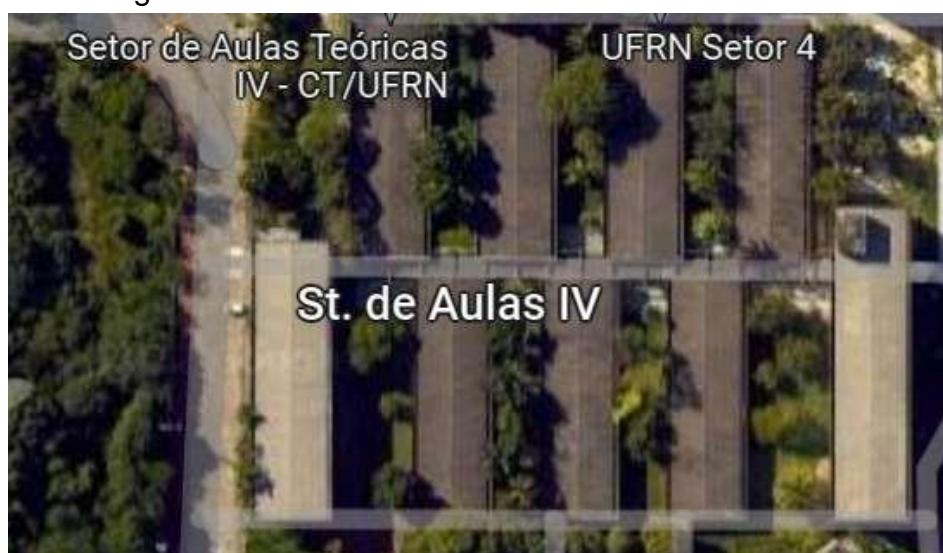 Setor de Aulas Teóricas
IV - CT/UFRN
UFRN Setor 4
St. de Aulas IV